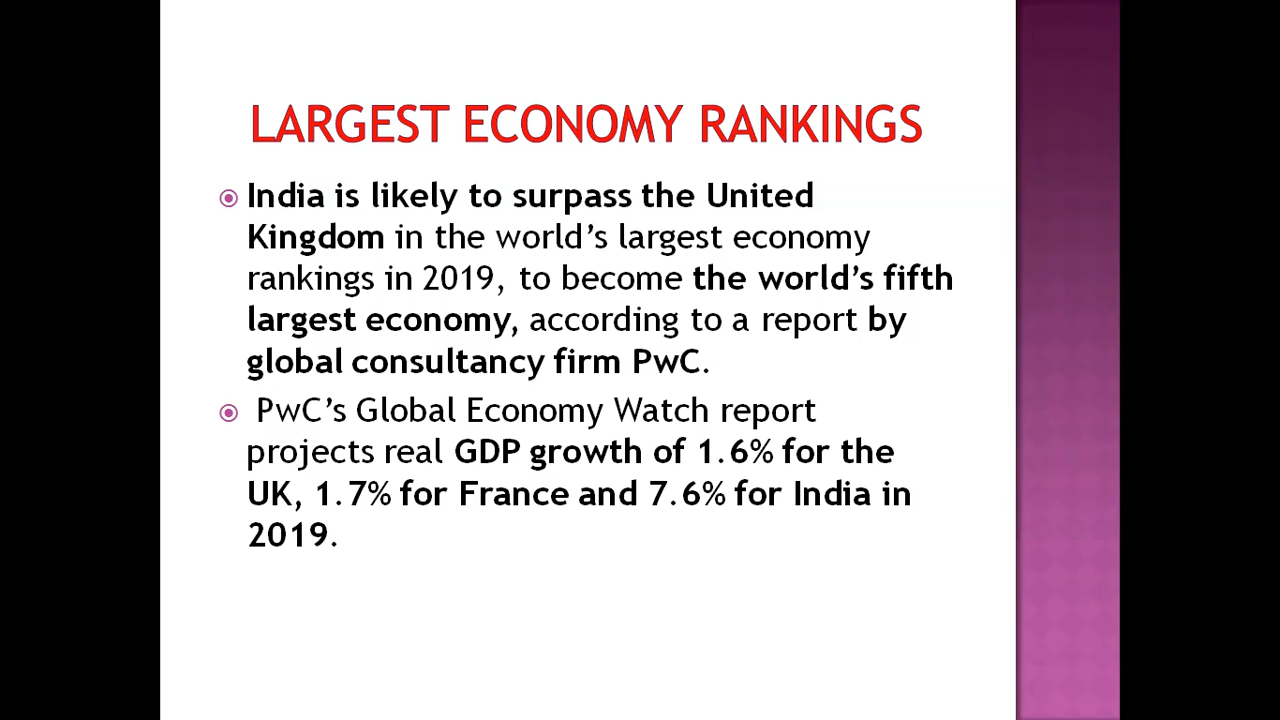 LARGEST ECONOMY RANKINGS
India is likely to surpass the United
Kingdom in the world’s largest economy
rankings in 2019, to become the world’s fifth
largest economy, according to a report by
global consultancy firm PwC.
PwC’s Global Economy Watch report
projects real GDP growth of 1.6% for the
UK, 1.7% for France and 7.6% for India in
2019.